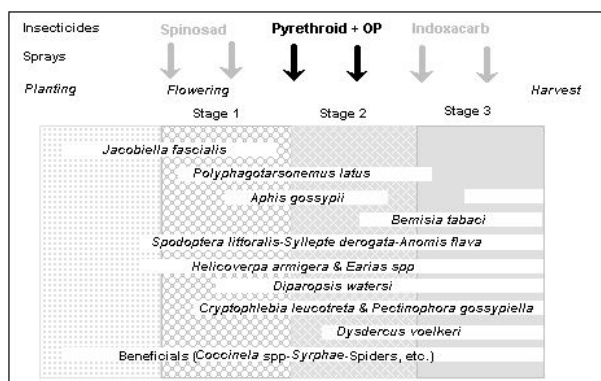 Insecticides Spinosad Pyrethroid + OP Indoxacarb
Sprays
Planting Flowering Harvest
Stage 1 Stage 2 Stage 3
Jacobiella fascialis
Polyphagotarsonemus latus
Aphis gossypii
Bemisia tabaci
Spodoptera littoralis-Syllepte derogata-Anomis flava
Helicoverpa armigera & Earias spp
Diparopsis watersi
Cryptophlebia leucotreta & Pectinophora gossypiella
Dysdercus voelkeri
Beneficials (Coccinela spp-Syrphae-Spiders, etc.)